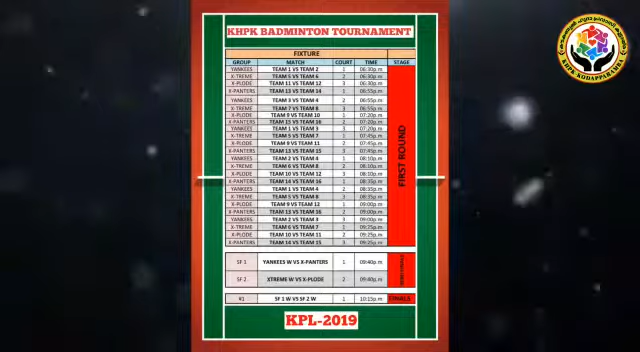 KHPK BADMINTON TOURNAMENT
FIXTURE
GROUP MATCH COURT TIME STAGE
YANKEES TEAM 1 VS TEAM 2 1 06:30p.m
X-TREME TEAM 5 VS TEAM 6 2 06:30p.m
X-PLODE TEAM 11 VS TEAM 12 3 06:30p.m
X-PANTERS TEAM 13 VS TEAM 14 1 06:55p.m
YANKEES TEAM 3 VS TEAM 4 2 06:55p.m
X-TREME TEAM 7 VS TEAM 8 3 06:55p.m
X-PLODE TEAM 9 VS TEAM 10 1 07:20p.m
X-PANTERS TEAM 15 VS TEAM 16 2 07:20p.m
YANKEES TEAM 1 VS TEAM 3 3 07:20p.m
X-TREME TEAM 5 VS TEAM 7 1 07:45p.m
X-PLODE TEAM 9 VS TEAM 11 2 07:45p.m
X-PANTERS TEAM 13 VS TEAM 15 3 07:45p.m
YANKEES TEAM 2 VS TEAM 4 1 08:10p.m
X-TREME TEAM 6 VS TEAM 8 2 08:10p.m
X-PLODE TEAM 10 VS TEAM 12 3 08:10p.m
X-PANTERS TEAM 14 VS TEAM 16 1 08:35p.m
YANKEES TEAM 1 VS TEAM 4 2 08:35p.m
X-TREME TEAM 5 VS TEAM 8 3 08:35p.m
X-PLODE TEAM 9 VS TEAM 12 1 09:00p.m
X-PANTERS TEAM 13 VS TEAM 16 2 09:00p.m
YANKEES TEAM 2 VS TEAM 3 3 09:00p.m
X-TREME TEAM 6 VS TEAM 7 1 09:25p.m
X-PLODE TEAM 10 VS TEAM 11 2 09:25p.m
X-PANTERS TEAM 14 VS TEAM 15 3 09:25p.m
FIRST ROUND
SF 1 YANKEES W VS X-PANTERS 1 09:40p.m
SF 2 XTREME W VS X-PLODE 2 09:40p.m
#1 SF 1 W VS SF 2 W 1 10:15p.m FINALS
KPL-2019
KHPK-KODAPPARAMBA